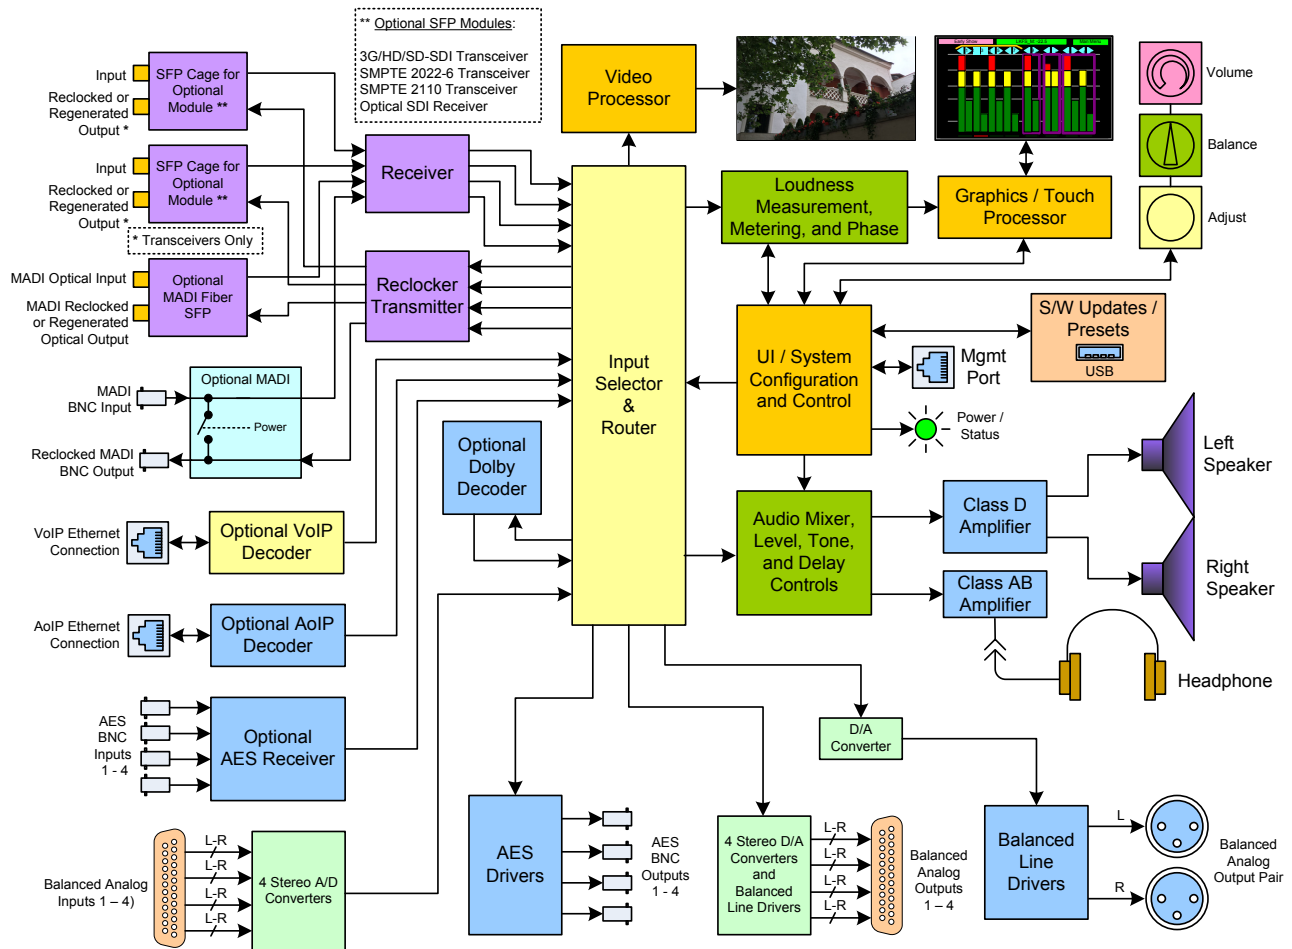 ** Optional SFP Modules:
3G/HD/SD-SDI Transceiver
SMPTE 2022-6 Transceiver
SMPTE 2110 Transceiver
Optical SDI Receiver
Input
Reclocked or
Regenerated
Output *
SFP Cage for
Optional
Module **
Input
Reclocked or
Regenerated
Output *
SFP Cage for
Optional
Module **
* Transceivers Only
MADI Optical Input
MADI Reclocked
or Regenerated
Optical Output
Optional
MADI Fiber
SFP
MADI
BNC Input
Reclocked MADI
BNC Output
Optional MADI
Power
VoIP Ethernet
Connection
Optional VoIP
Decoder
AoIP Ethernet
Connection
Optional AoIP
Decoder
AES
BNC
Inputs
1 - 4
Optional
AES Receiver
Balanced Analog
Inputs 1 – 4)
L-R
L-R
L-R
L-R
4 Stereo A/D
Converters
Receiver
Reclocker
Transmitter
Optional
Dolby
Decoder
Video
Processor
Input
Selector
&
Router
Early Show
Main Menu
Loudness
Measurement,
Metering, and Phase
Graphics / Touch
Processor
Volume
Balance
Adjust
UI / System
Configuration
and Control
S/W Updates /
Presets
USB
Mgmt
Port
Power /
Status
Audio Mixer,
Level, Tone,
and Delay
Controls
Class D
Amplifier
Class AB
Amplifier
Left
Speaker
Right
Speaker
Headphone
D/A
Converter
AES
Drivers
AES
BNC
Outputs
1 - 4
4 Stereo D/A
Converters
and
Balanced
Line Drivers
L-R
L-R
L-R
L-R
Balanced
Analog
Outputs
1 – 4
Balanced
Line
Drivers
L
R
Balanced
Analog
Output Pair